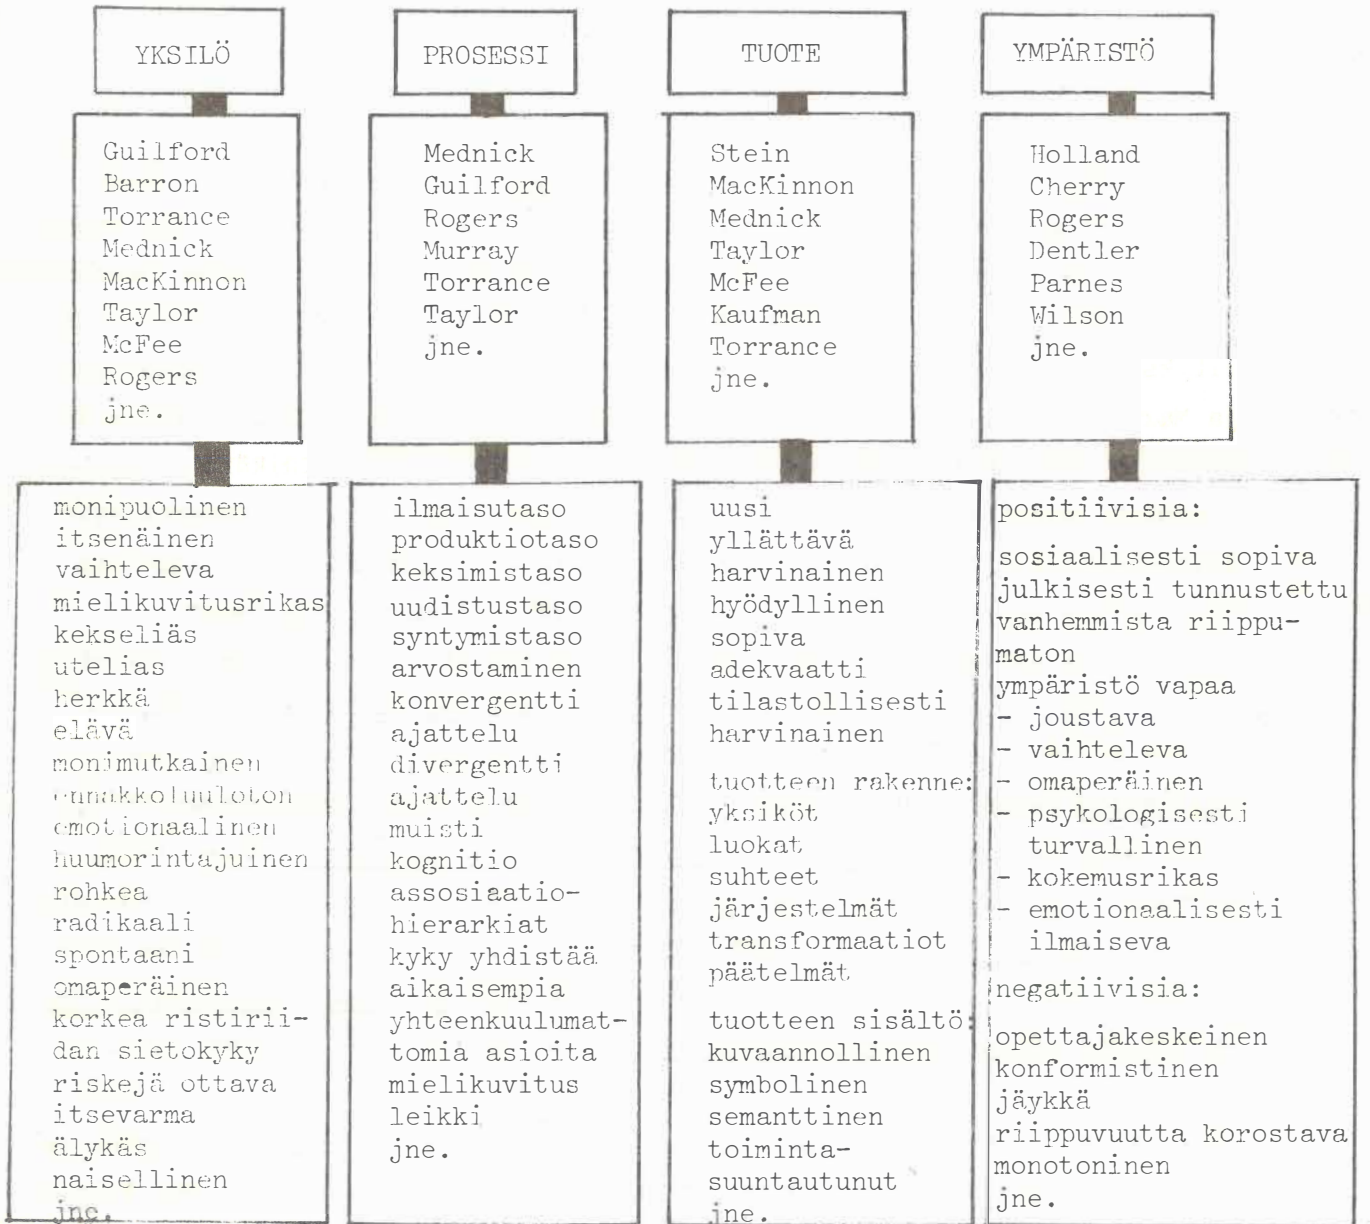 YKSILÖ
Guilford
Barron
Torrance
Mednick
MacKinnon
Taylor
McFee
Rogers
jne.
monipuolinen
itsenäinen
vaihteleva
mielikuvitusrikas
kekseliäs
utelias
herkkä
elävä
monimutkainen
ennakkoluuloton
emotionaalinen
huumorintajuinen
rohkea
radikaali
spontaani
omaperäinen
korkea ristirii-
dan sietokyky
riskejä ottava
itsevarma
älykäs
naisellinen
jne.
PROSESSI
Mednick
Guilford
Rogers
Murray
Torrance
Taylor
jne.
ilmaisutaso
produktiotaso
keksimistaso
uudistustaso
syntymistaso
arvostaminen
konvergentti
ajattelu
divergentti
ajattelu
muisti
kognitio
assosiaatio-
hierarkiat
kyky yhdistää
aikaisempia
yhteenkuulumat-
tomia asioita
mielikuvitus
leikki
jne.
TUOTE
Stein
MacKinnon
Mednick
Taylor
McFee
Kaufman
Torrance
jne.
uusi
yllättävä
harvinainen
hyödyllinen
sopiva
adekvaatti
tilastollisesti
harvinainen
tuotteen rakenne:
yksiköt
luokat
suhteet
järjestelmät
transformaatiot
päätelmät
tuotteen sisältö:
kuvaannollinen
symbolinen
semanttinen
toiminta-
suuntautunut
jne.
YMPÄRISTÖ
Holland
Cherry
Rogers
Dentler
Parnes
Wilson
jne.
positiivisia:
sosiaalisesti sopiva
julkisesti tunnustettu
vanhemmista riippu-
maton
ympäristö vapaa
- joustava
- vaihteleva
- omaperäinen
- psykologisesti
turvallinen
- kokemusrikas
- emotionaalisesti
ilmaiseva
negatiivisia:
opettajakeskeinen
konformistinen
jäykkä
riippuvuutta korostava
monotoninen
jne.